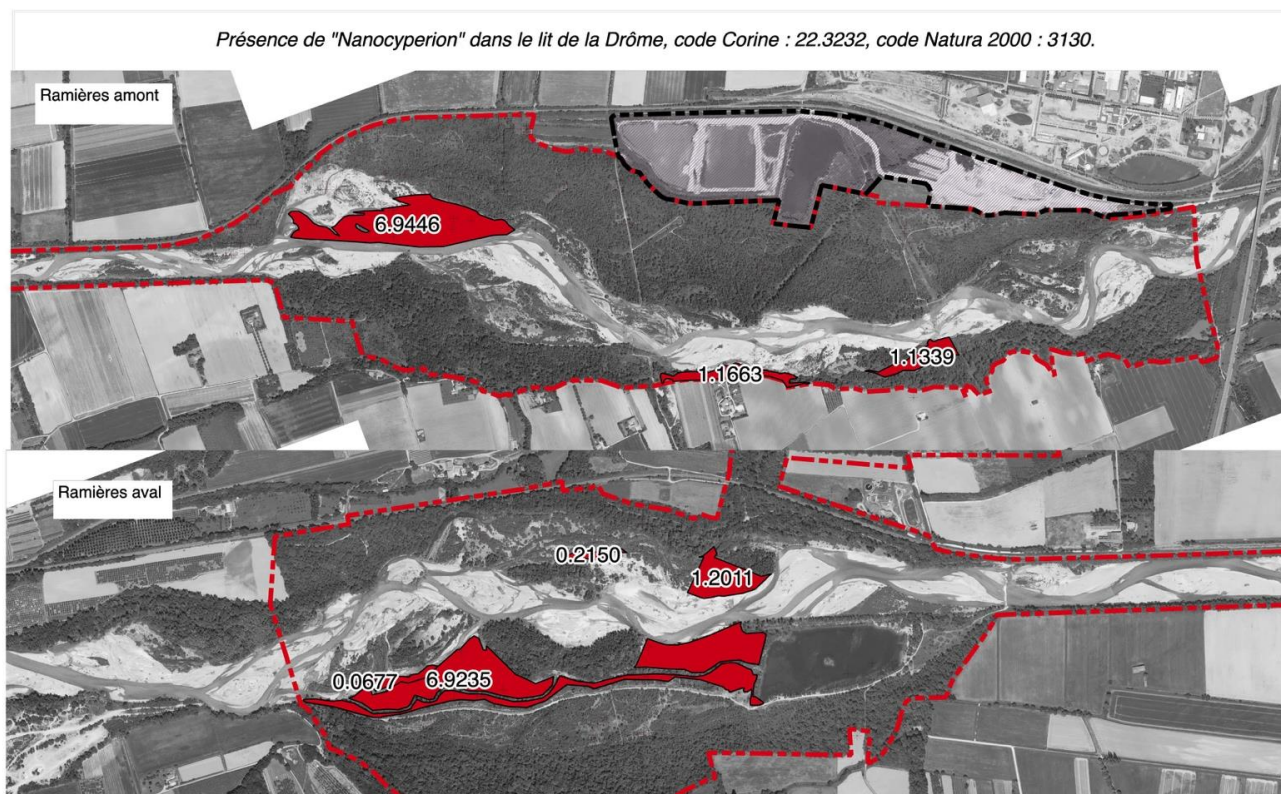 Présence de "Nanocyperion" dans le lit de la Drôme, code Corine : 22.3232, code Natura 2000 : 3130.
Ramières amont
6.9446
1.1339
1.1663
Ramières aval
0.2150
1.2011
0.0677
6.9235